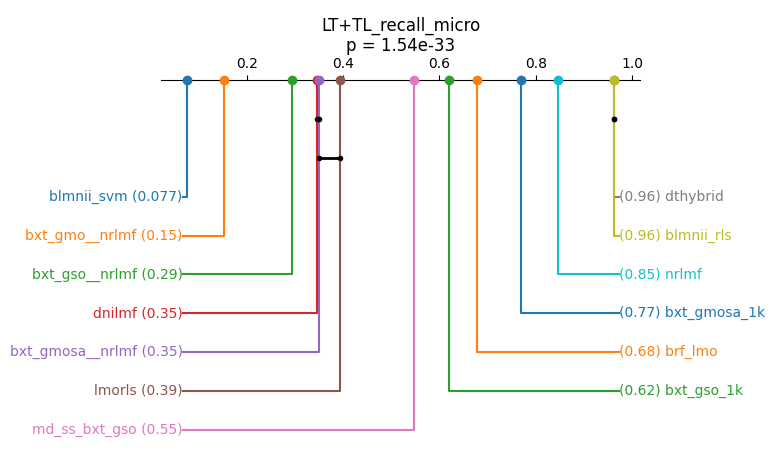 LT+TL_recall_micro
p = 1.54e-33
0.2 0.4 0.6 0.8 1.0
blmnii_svm (0.077)
(0.96) dthybrid
bxt_gmo__nrlmf (0.15)
(0.96) blmnii_rls
bxt_gso__nrlmf (0.29)
(0.85) nrlmf
dnilmf (0.35)
(0.77) bxt_gmosa_1k
bxt_gmosa__nrlmf (0.35)
(0.68) brf_lmo
lmorls (0.39)
(0.62) bxt_gso_1k
md_ss_bxt_gso (0.55)